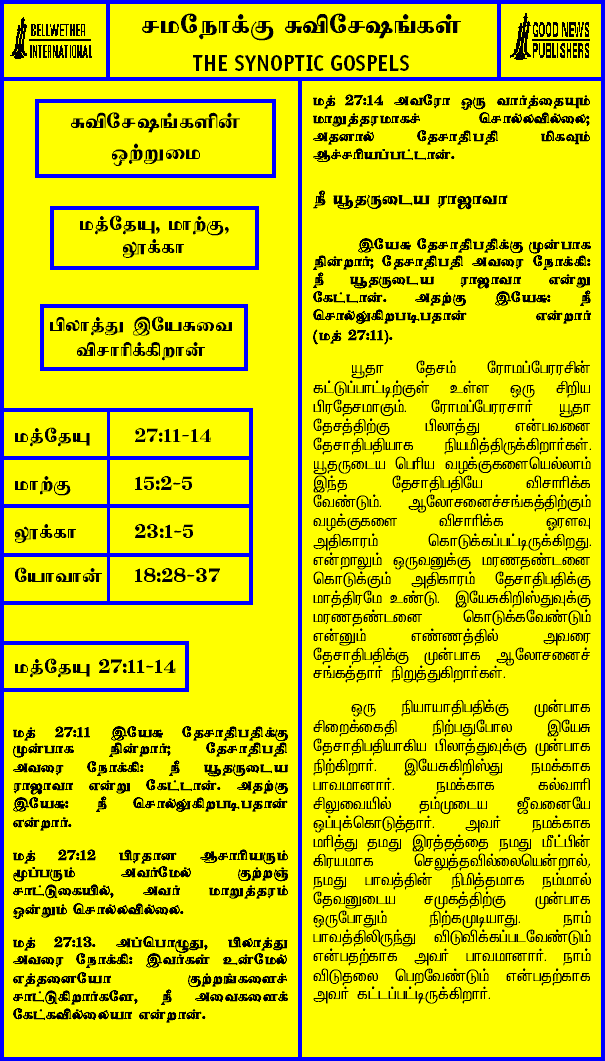 BELLWETHER
INTERNATIONAL
சமநோக்கு சுவிசேஷங்கள்
THE SYNOPTIC GOSPELS
GOOD NEWS
PUBLISHERS
சுவிசேஷங்களின்
ஒற்றுமை
மத்தேயு, மாற்கு,
லூக்கா
பிலாத்து இயேசுவை
விசாரிக்கிறான்
மத்தேயு 27:11-14
மாற்கு 15:2-5
லூக்கா 23:1-5
யோவான் 18:28-37
மத்தேயு 27:11-14
மத் 27:11 இயேசு தேசாதிபதிக்கு
முன்பாக நின்றார்; தேசாதிபதி
அவரை நோக்கி: நீ யூதருடைய
ராஜாவா என்று கேட்டான். அதற்கு
இயேசு: நீ சொல்லுகிறபடிபதான்
என்றார்.
மத் 27:12 பிரதான ஆசாரியரும்
மூப்பரும் அவர்மேல் குற்றஞ்
சாட்டுகையில், அவர் மாறுத்தரம்
ஒன்றும் சொல்லவில்லை.
மத் 27:13. அப்பொழுது, பிலாத்து
அவரை நோக்கி: இவர்கள் உன்மேல்
எத்தனையோ குற்றங்களைச்
சாட்டுகிறார்களே, நீ அவைகளைக்
கேட்கவில்லையா என்றான்.
மத் 27:14 அவரோ ஒரு வார்த்தையும்
மாறுத்தரமாகச் சொல்லவில்லை;
அதனால் தேசாதிபதி மிகவும்
ஆச்சரியப்பட்டான்.
நீ யூதருடைய ராஜாவா
இயேசு தேசாதிபதிக்கு முன்பாக
நின்றார்; தேசாதிபதி அவரை நோக்கி:
நீ யூதருடைய ராஜாவா என்று
கேட்டான். அதற்கு இயேசு: நீ
சொல்லுகிறபடிபதான் என்றார்
(மத் 27:11).
யூதா தேசம் ரோமப்பேரரசின்
கட்டுப்பாட்டிற்குள் உள்ள ஒரு சிறிய
பிரதேசமாகும். ரோமப்பேரரசார் யூதா
தேசத்திற்கு பிலாத்து என்பவனை
தேசாதிபதியாக நியமித்திருக்கிறார்கள்.
யூதருடைய பெரிய வழக்குகளையெல்லாம்
இந்த தேசாதிபதியே விசாரிக்க
வேண்டும். ஆலோசனைச்சங்கத்திற்கும்
வழக்குகளை விசாரிக்க ஓரளவு
அதிகாரம் கொடுக்கப்பட்டிருக்கிறது.
என்றாலும் ஒருவனுக்கு மரணதண்டனை
கொடுக்கும் அதிகாரம் தேசாதிபதிக்கு
மாத்திரமே உண்டு. இயேசுகிறிஸ்துவுக்கு
மரணதண்டனை கொடுக்கவேண்டும்
என்னும் எண்ணத்தில் அவரை
தேசாதிபதிக்கு முன்பாக ஆலோசனைச்
சங்கத்தார் நிறுத்துகிறார்கள்.
ஒரு நியாயாதிபதிக்கு முன்பாக
சிறைக்கைதி நிற்பதுபோல இயேசு
தேசாதிபதியாகிய பிலாத்துவுக்கு முன்பாக
நிற்கிறார். இயேசுகிறிஸ்து நமக்காக
பாவமானார். நமக்காக கல்வாரி
சிலுவையில் தம்முடைய ஜீவனையே
ஒப்புக்கொடுத்தார். அவர் நமக்காக
மரித்து தமது இரத்தத்தை நமது மீட்பின்
கிரயமாக செலுத்தவில்லையென்றால்,
நமது பாவத்தின் நிமித்தமாக நம்மால்
தேவனுடைய சமுகத்திற்கு முன்பாக
ஒருபோதும் நிற்கமுடியாது. நாம்
பாவத்திலிருந்து விடுவிக்கப்படவேண்டும்
என்பதற்காக அவர் பாவமானார். நாம்
விடுதலை பெறவேண்டும் என்பதற்காக
அவர் கட்டப்பட்டிருக்கிறார்.